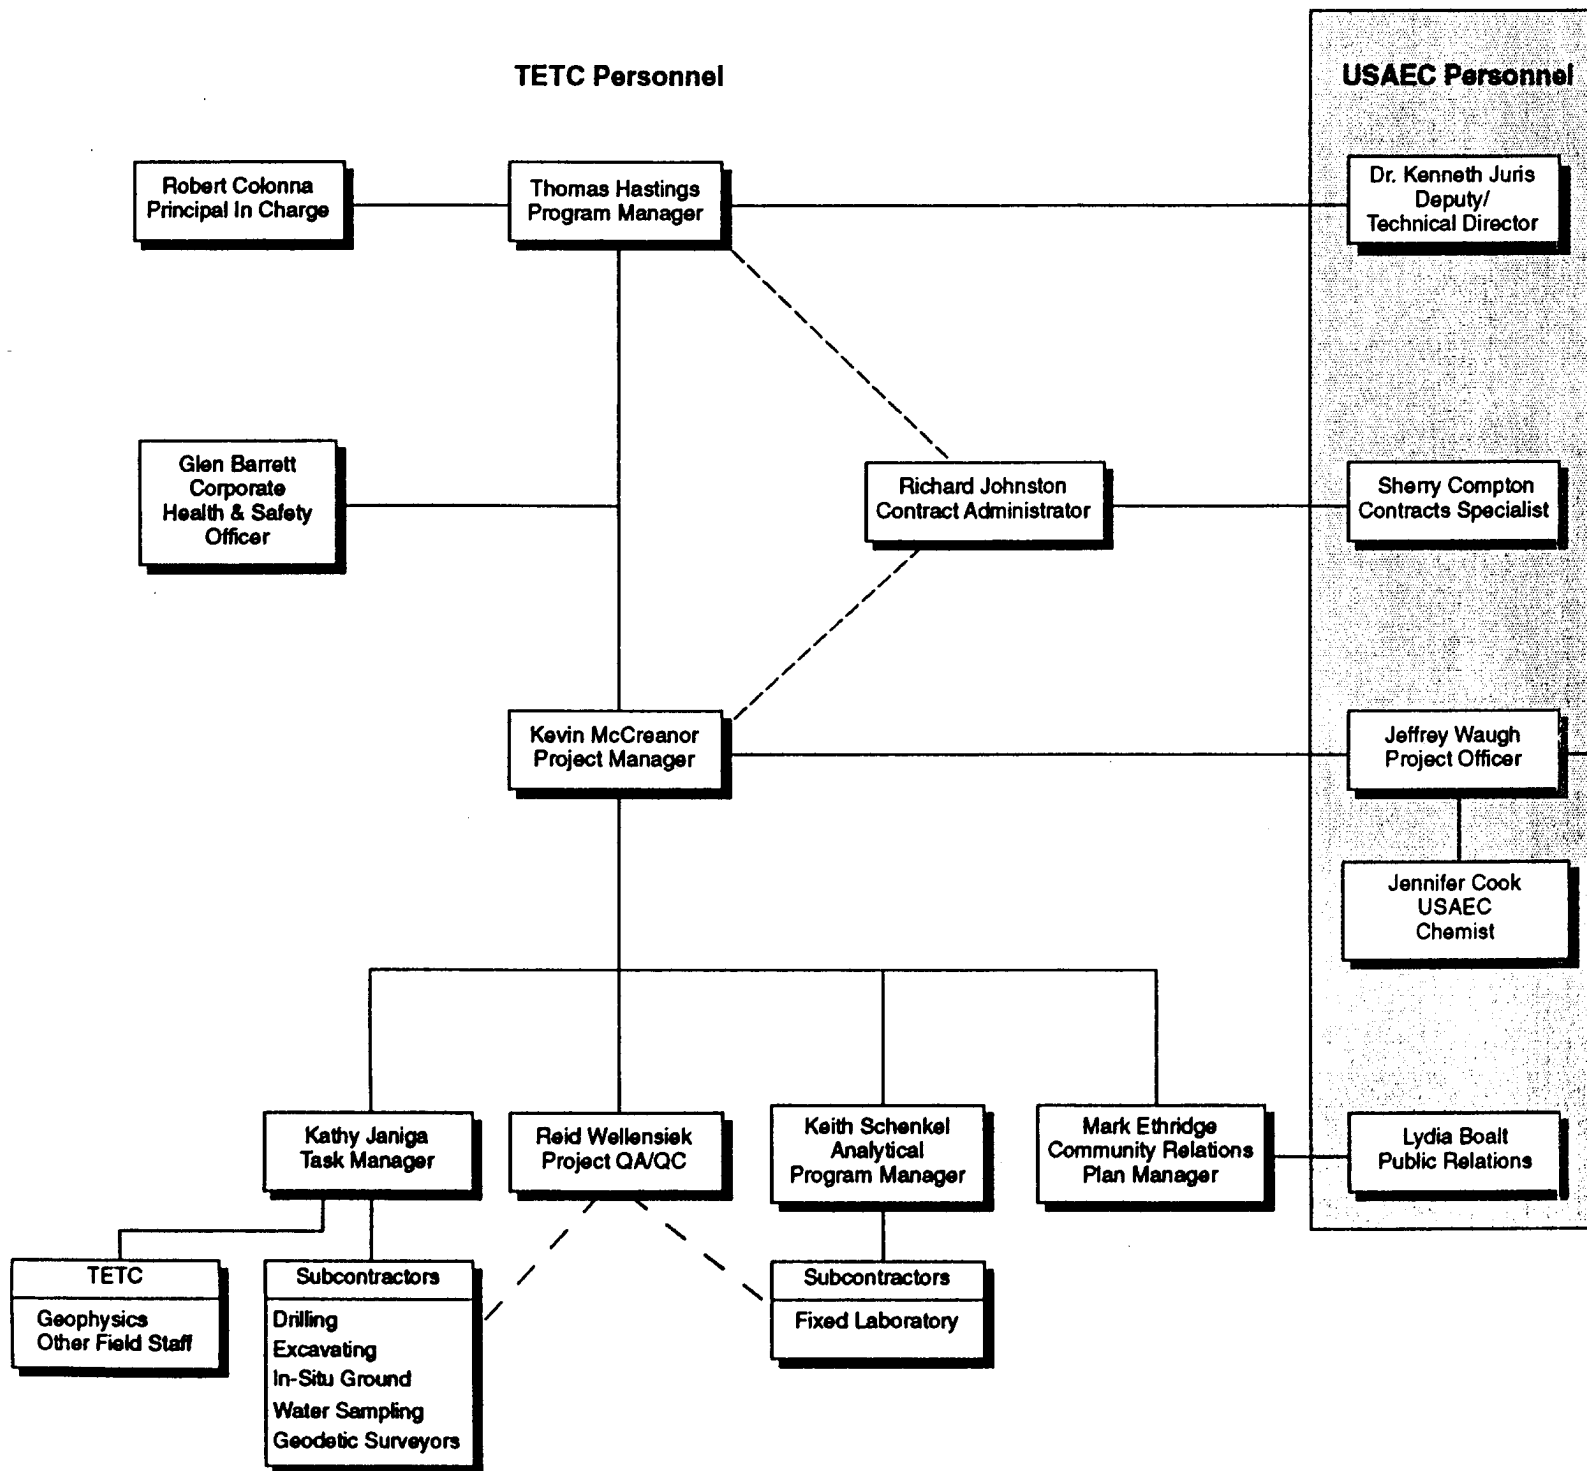 TETC Personnel
USAEC Personnel
Robert Colonna
Principal In Charge
Thomas Hastings
Program Manager
Dr. Kenneth Juris
Deputy/
Technical Director
Glen Barrett
Corporate
Health & Safety
Officer
Richard Johnston
Contract Administrator
Sherry Compton
Contracts Specialist
Kevin McCreanor
Project Manager
Jeffrey Waugh
Project Officer
Jennifer Cook
USAEC
Chemist
Kathy Janiga
Task Manager
Reid Wellensiek
Project QA/QC
Keith Schenkel
Analytical
Program Manager
Mark Ethridge
Community Relations
Plan Manager
Lydia Boalt
Public Relations
TETC
Geophysics
Other Field Staff
Subcontractors
Drilling
Excavating
In-Situ Ground
Water Sampling
Geodetic Surveyors
Subcontractors
Fixed Laboratory